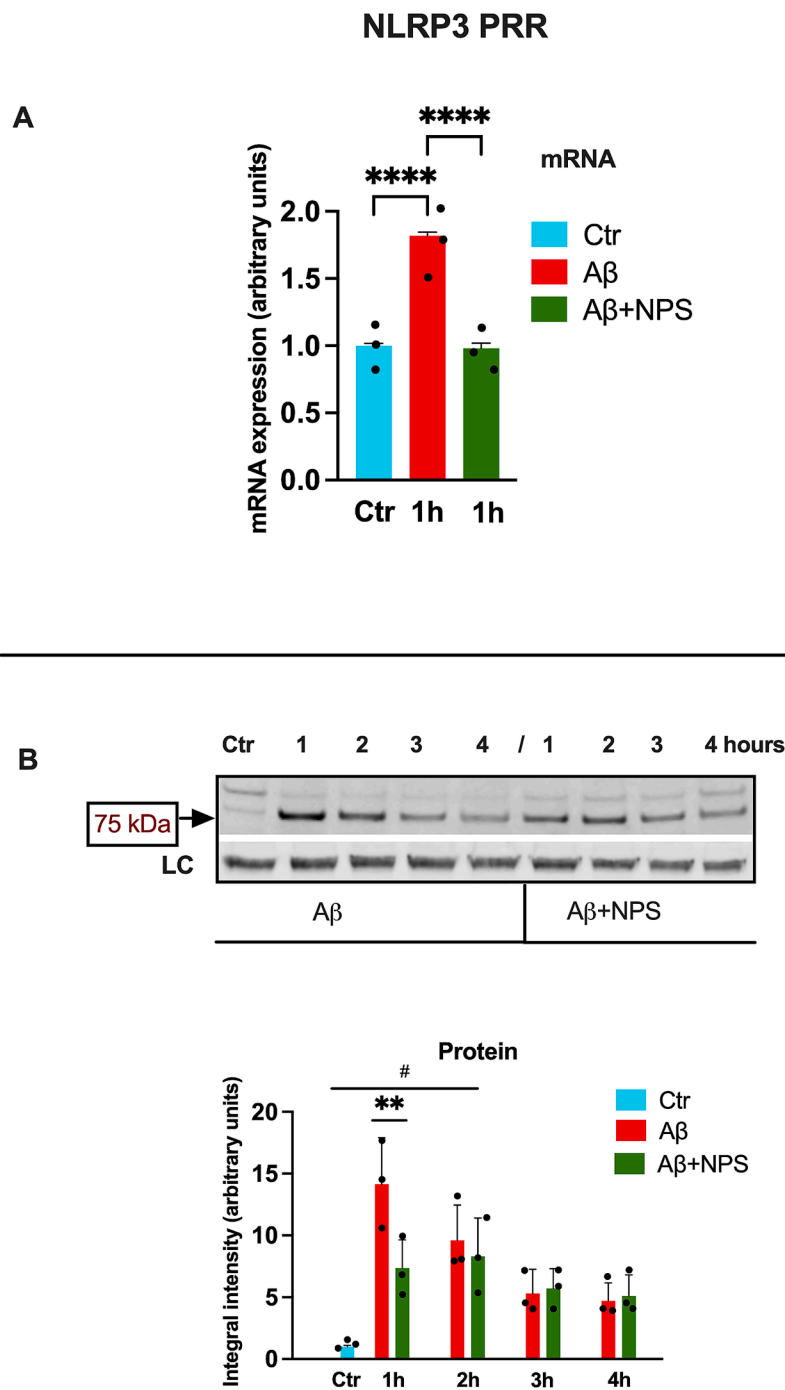 NLRP3 PRR
A
mRNA expression (arbitrary units)
****
****
2.0
1.5
1.0
0.5
0.0
Ctr 1h 1h
mRNA
Ctr
Aβ
Aβ+NPS
B
Ctr 1 2 3 4 / 1 2 3 4 hours
75 kDa
LC
Aβ Aβ+NPS
Protein
Integral intensity (arbitrary units)
#
**
20
15
10
5
0
Ctr 1h 2h 3h 4h
Ctr
Aβ
Aβ+NPS